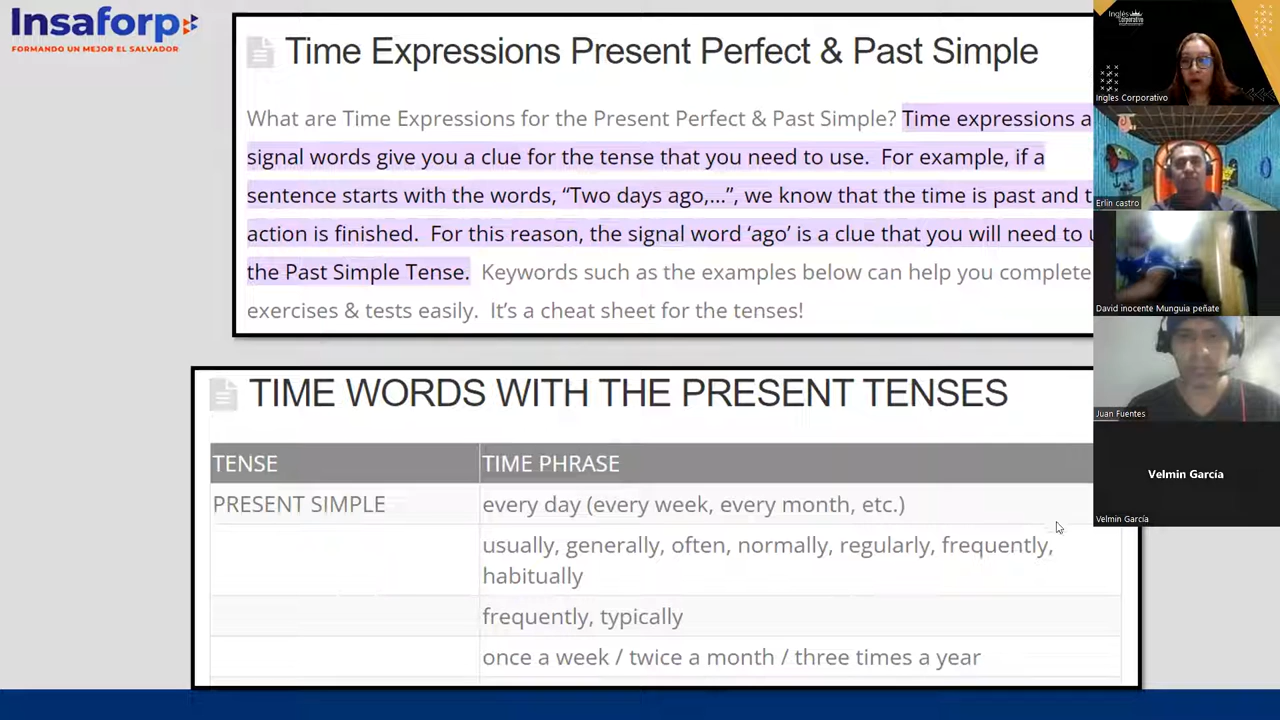 Insaforp
FORMANDO UN MEJOR EL SALVADOR
Time Expressions Present Perfect & Past Simple
What are Time Expressions for the Present Perfect & Past Simple? Time expressions a
signal words give you a clue for the tense that you need to use. For example, if a
sentence starts with the words, “Two days ago,...”, we know that the time is past and t
action is finished. For this reason, the signal word ‘ago’ is a clue that you will need to u
the Past Simple Tense. Keywords such as the examples below can help you complete
exercises & tests easily. It’s a cheat sheet for the tenses!
TIME WORDS WITH THE PRESENT TENSES
TENSE TIME PHRASE
PRESENT SIMPLE every day (every week, every month, etc.)
usually, generally, often, normally, regularly, frequently,
habitually
frequently, typically
once a week / twice a month / three times a year
Inglés
Corporativo
Ingles Corporativo
Erlin castro
David inocente Munguia peñate
Juan Fuentes
Velmin García
Velmin García